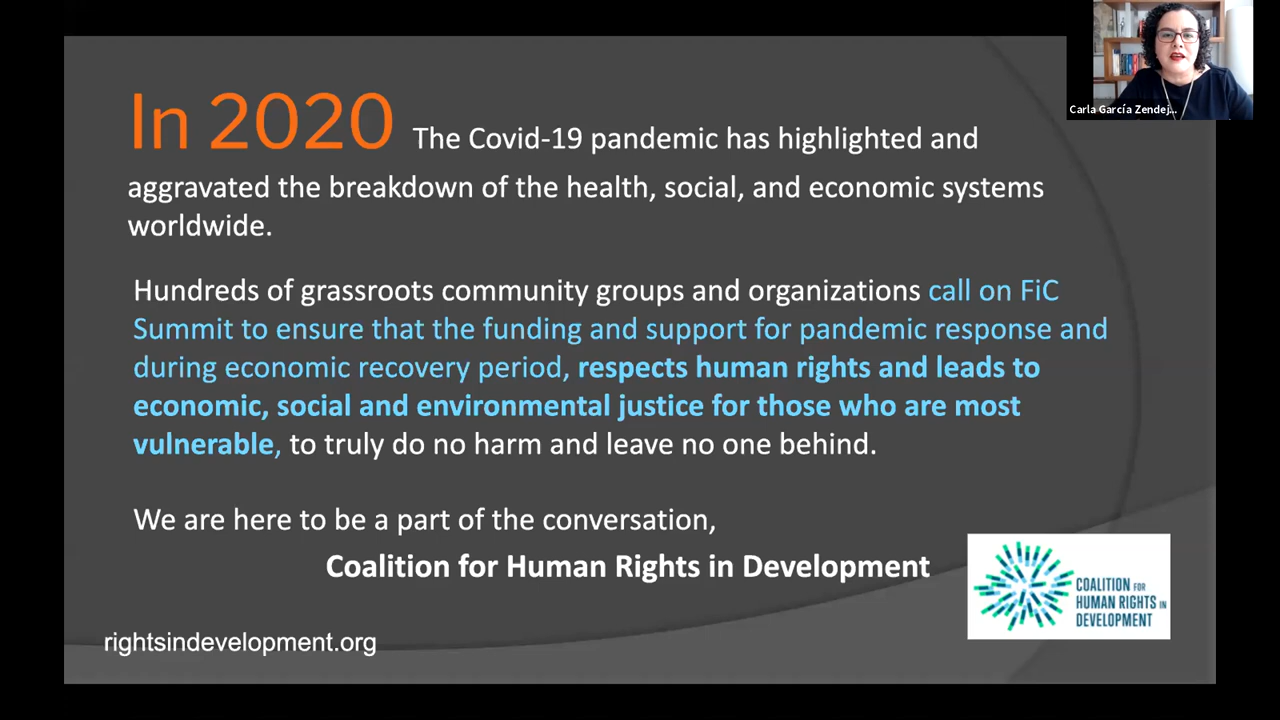 Carla García Zendej...
In 2020 The Covid-19 pandemic has highlighted and
aggravated the breakdown of the health, social, and economic systems
worldwide.
Hundreds of grassroots community groups and organizations call on FiC
Summit to ensure that the funding and support for pandemic response and
during economic recovery period, respects human rights and leads to
economic, social and environmental justice for those who are most
vulnerable, to truly do no harm and leave no one behind.
We are here to be a part of the conversation,
Coalition for Human Rights in Development
COALITION FOR
HUMAN RIGHTS IN
DEVELOPMENT
rightsindevelopment.org